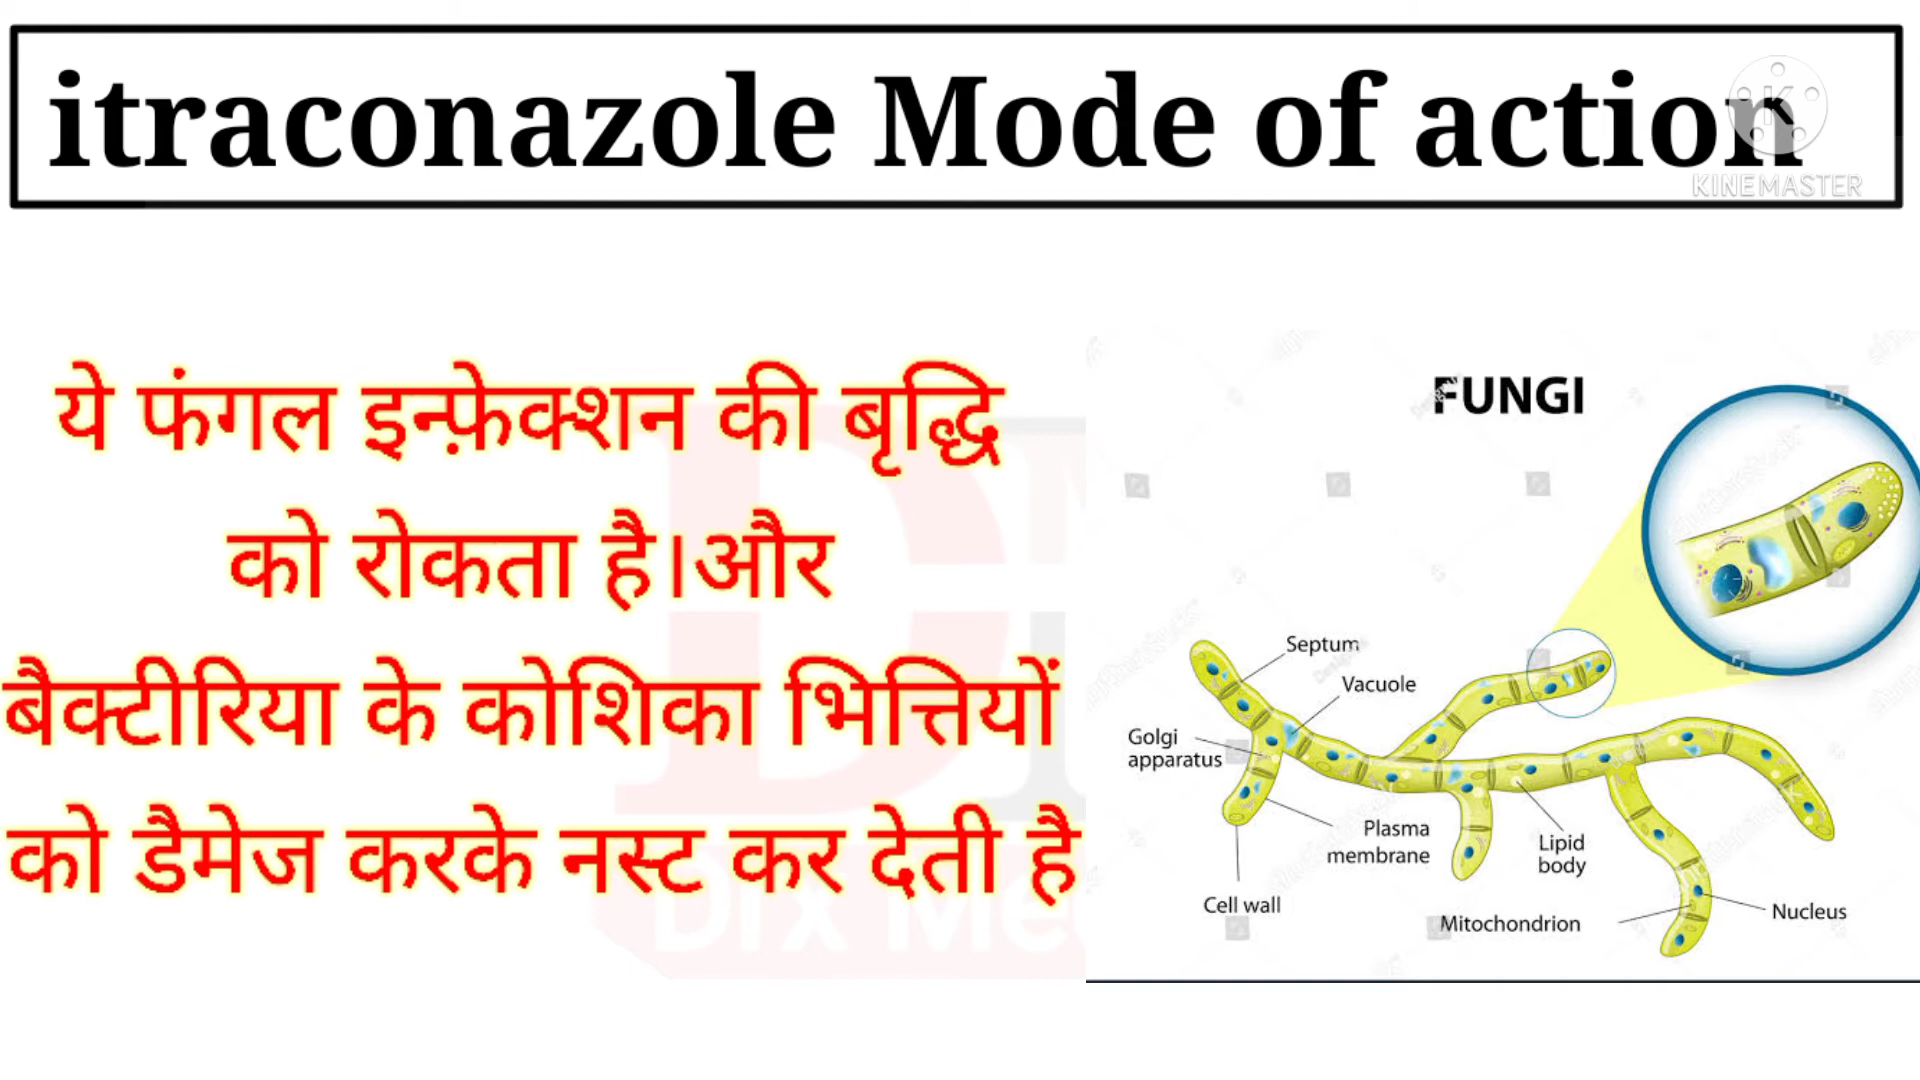 itraconazole Mode of action
KINEMASTER
ये फंगल इन्फ़ेक्शन की बृद्धि
को रोकता है।और
बैक्टीरिया के कोशिका भित्तियों
को डैमेज करके नस्ट कर देती है
FUNGI
Septum
Vacuole
Golgi
apparatus
Plasma
membrane
Lipid
body
Cell wall
Mitochondrion
Nucleus